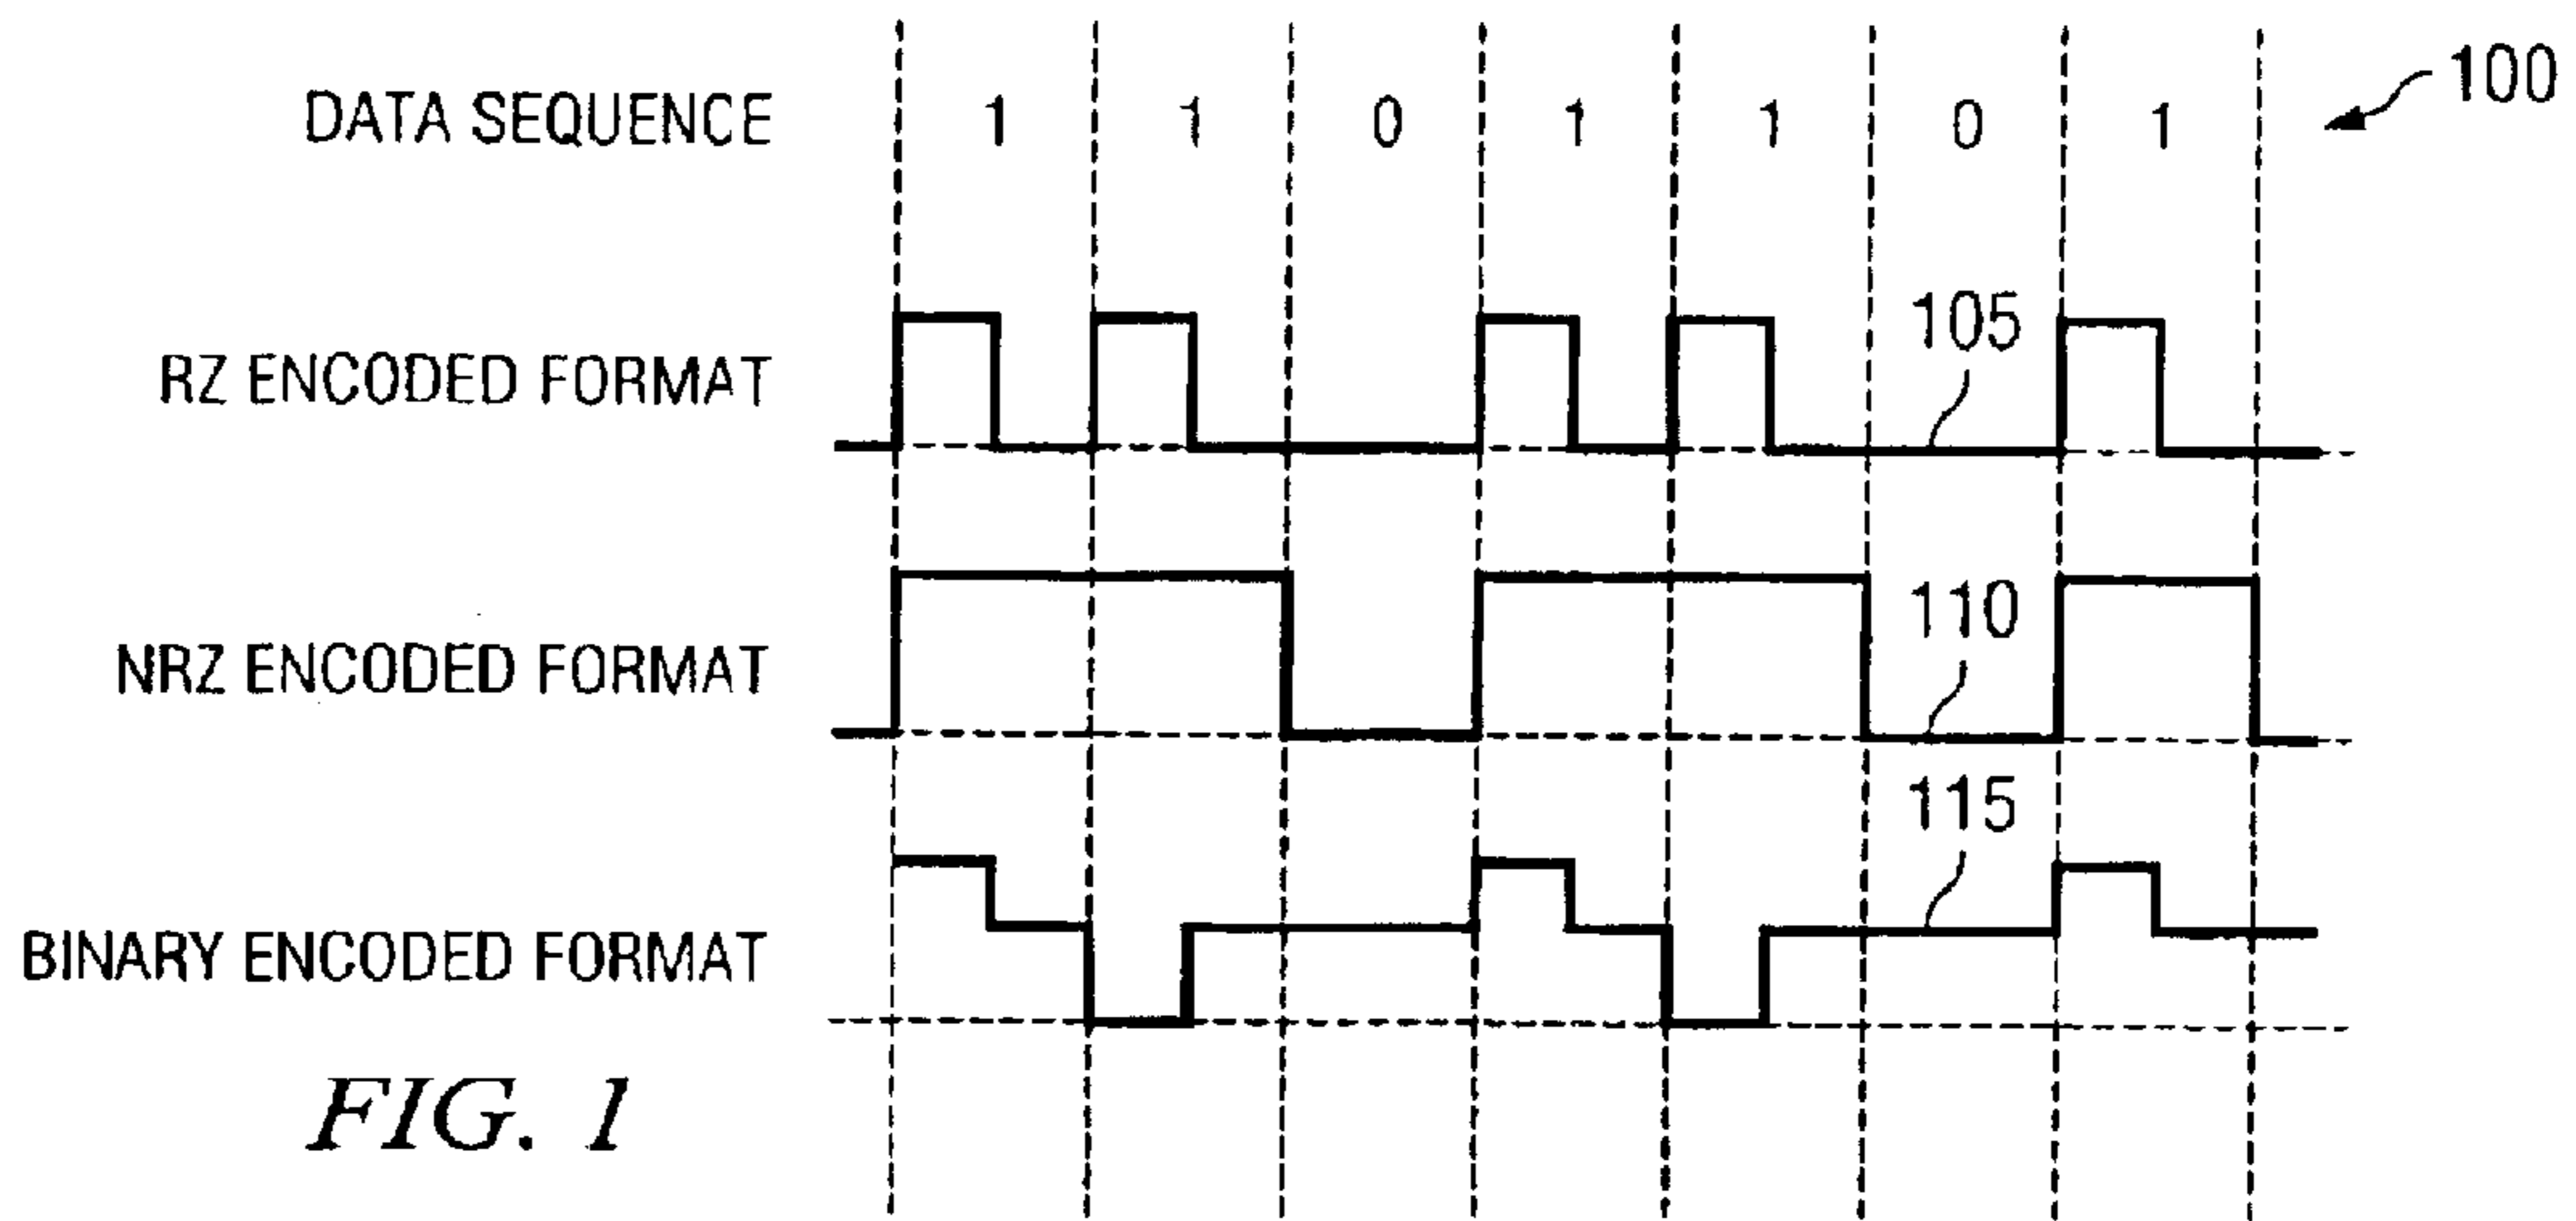 100
DATA SEQUENCE 1 1 0 1 1 0 1
RZ ENCODED FORMAT
105
NRZ ENCODED FORMAT
110
BINARY ENCODED FORMAT
115
FIG. 1